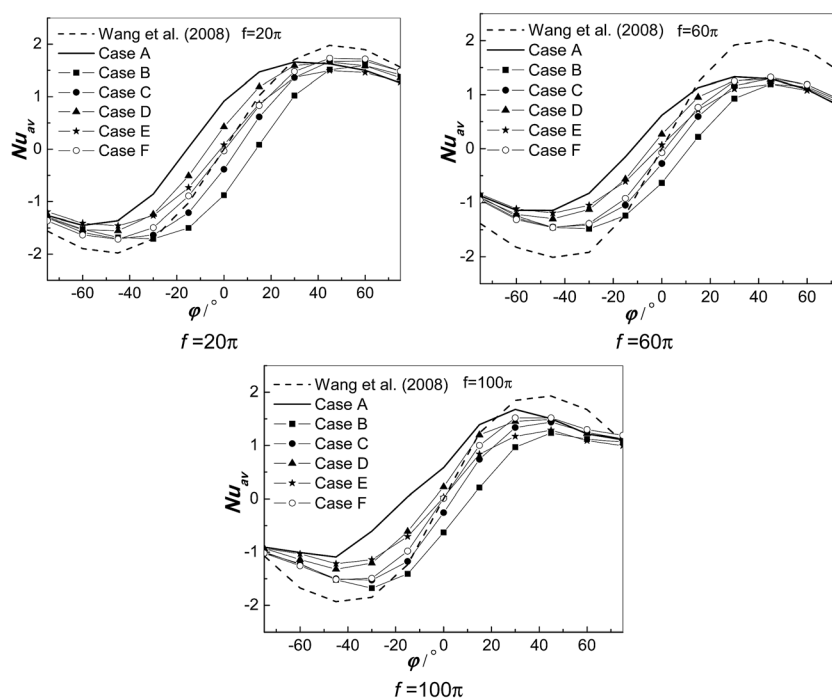 Wang et al. (2008) f=20π
Case A
Case B
Case C
Case D
Case E
Case F
Nu_av
2
1
0
-1
-2
-60 -40 -20 0 20 40 60
φ/°
f =20π
Wang et al. (2008) f=60π
Case A
Case B
Case C
Case D
Case E
Case F
Nu_av
2
1
0
-1
-2
-60 -40 -20 0 20 40 60
φ/°
f =60π
Wang et al. (2008) f=100π
Case A
Case B
Case C
Case D
Case E
Case F
Nu_av
2
1
0
-1
-2
-60 -40 -20 0 20 40 60
φ/°
f =100π